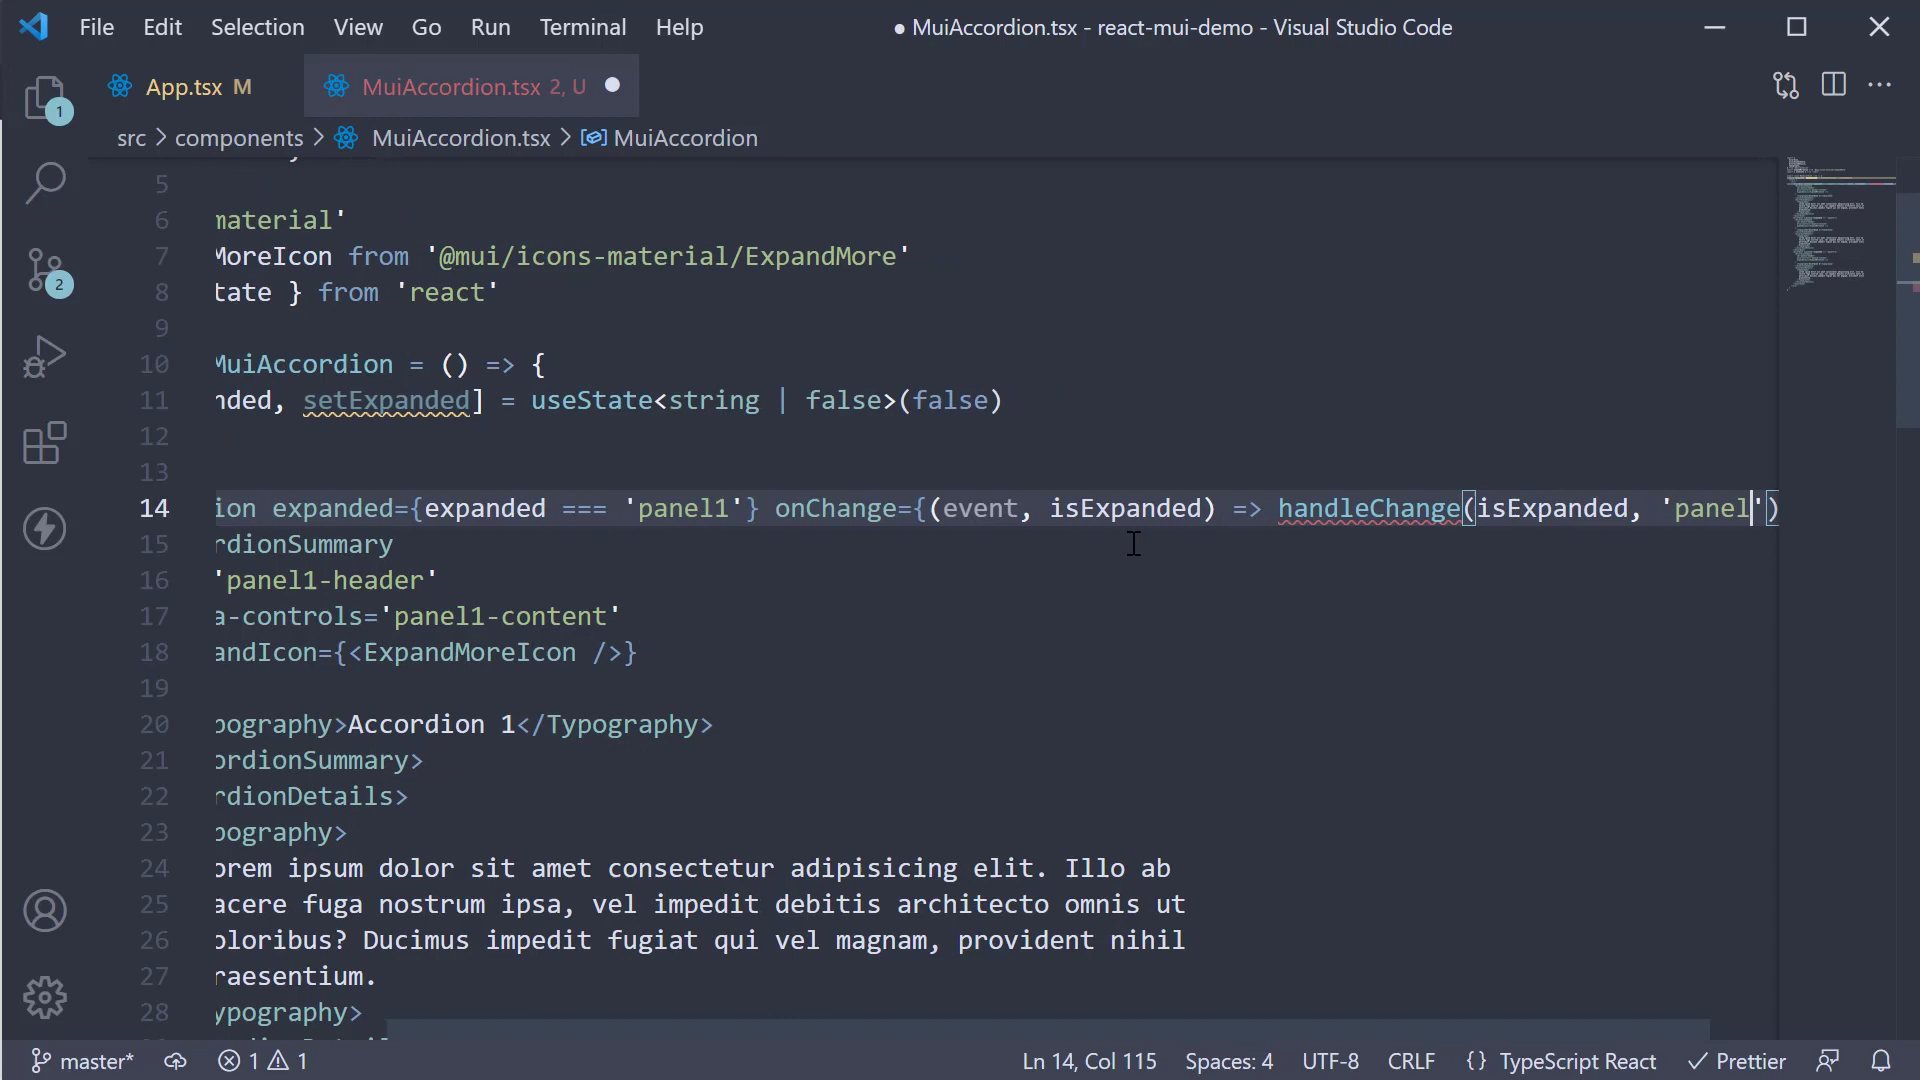 File Edit Selection View Go Run Terminal Help ● MuiAccordion.tsx - react-mui-demo - Visual Studio Code
App.tsx M MuiAccordion.tsx 2, U
src > components > MuiAccordion.tsx > MuiAccordion
5
6 material'
7 MoreIcon from '@mui/icons-material/ExpandMore'
8 tate } from 'react'
9
10 MuiAccordion = () => {
11 nded, setExpanded] = useState<string | false>(false)
12
13
14 ion expanded={expanded === 'panel1'} onChange={(event, isExpanded) => handleChange(isExpanded, 'panel')
15 rdionSummary
16 'panel1-header'
17 a-controls='panel1-content'
18 andIcon={<ExpandMoreIcon />}
19
20 pography>Accordion 1</Typography>
21 ordionSummary>
22 rdionDetails>
23 pography>
24 orem ipsum dolor sit amet consectetur adipisicing elit. Illo ab
25 acere fuga nostrum ipsa, vel impedit debitis architecto omnis ut
26 oloribus? Ducimus impedit fugiat qui vel magnam, provident nihil
27 raesentium.
28 ypography>
1
2
master* 1 1 Ln 14, Col 115 Spaces: 4 UTF-8 CRLF {} TypeScript React Prettier